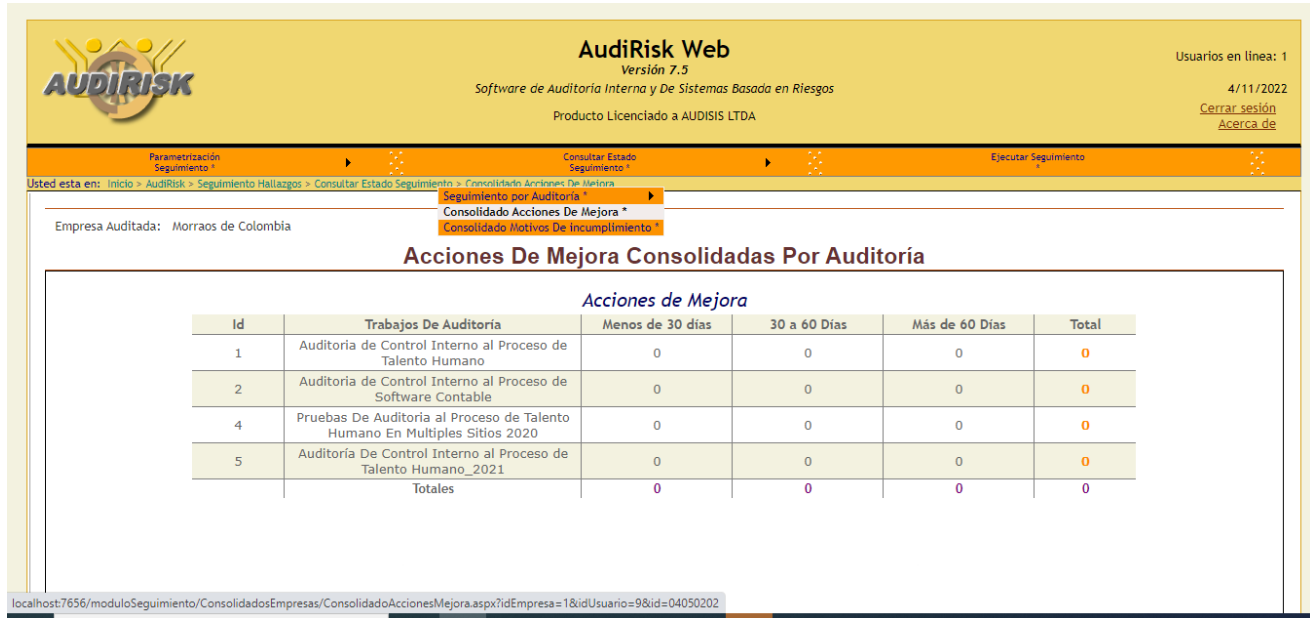 AUDIRISK
AudiRisk Web
Versión 7.5
Software de Auditoría Interna y De Sistemas Basada en Riesgos
Producto Licenciado a AUDISIS LTDA
Usuarios en linea: 1
4/11/2022
Cerrar sesión
Acerca de
Parametrización
Seguimiento *
Consultar Estado
Seguimiento *
Ejecutar Seguimiento
*
Usted esta en: Inicio > AudiRisk > Seguimiento Hallazgos > Consultar Estado Seguimiento > Consolidado Acciones De Mejora
Seguimiento por Auditoría *
Consolidado Acciones De Mejora *
Consolidado Motivos De incumplimiento *
Empresa Auditada: Morraos de Colombia
Acciones De Mejora Consolidadas Por Auditoría
Acciones de Mejora
Id Trabajos De Auditoría Menos de 30 días 30 a 60 Días Más de 60 Días Total
1 Auditoria de Control Interno al Proceso de
Talento Humano 0 0 0 0
2 Auditoria de Control Interno al Proceso de
Software Contable 0 0 0 0
4 Pruebas De Auditoria al Proceso de Talento
Humano En Multiples Sitios 2020 0 0 0 0
5 Auditoría De Control Interno al Proceso de
Talento Humano_2021 0 0 0 0
Totales 0 0 0 0
localhost:7656/moduloSeguimiento/ConsolidadosEmpresas/ConsolidadoAccionesMejora.aspx?idEmpresa=1&idUsuario=9&id=04050202